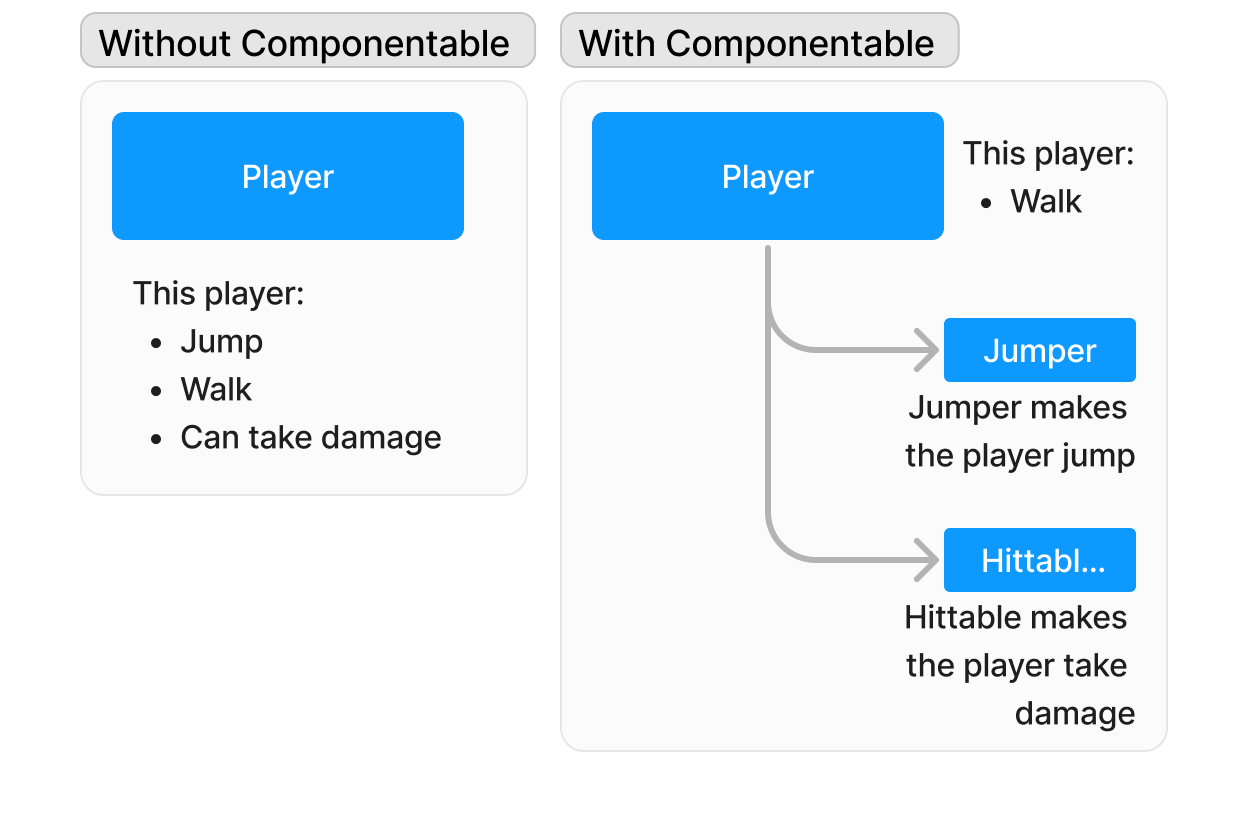 Without Componentable
Player
This player:
• Jump
• Walk
• Can take damage
With Componentable
Player
This player:
• Walk
Jumper
Jumper makes
the player jump
Hittabl...
Hittable makes
the player take
damage